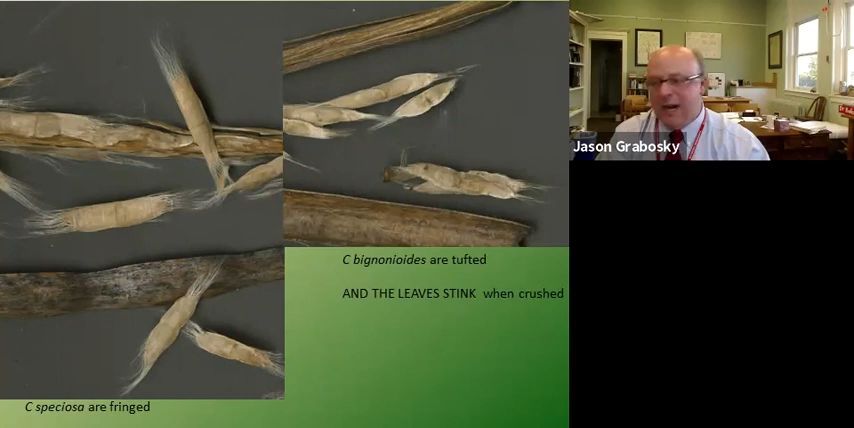 Jason Grabosky
C bignonioides are tufted
AND THE LEAVES STINK when crushed
C speciosa are fringed